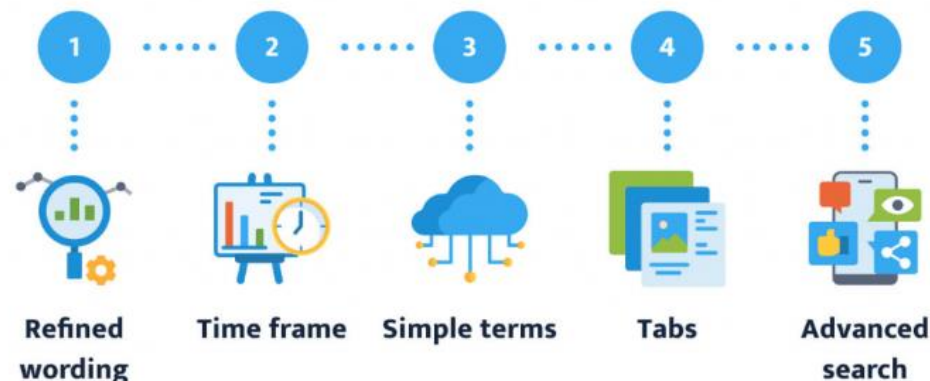 1
2
3
4
5
Refined
wording
Time frame
Simple terms
Tabs
Advanced
search